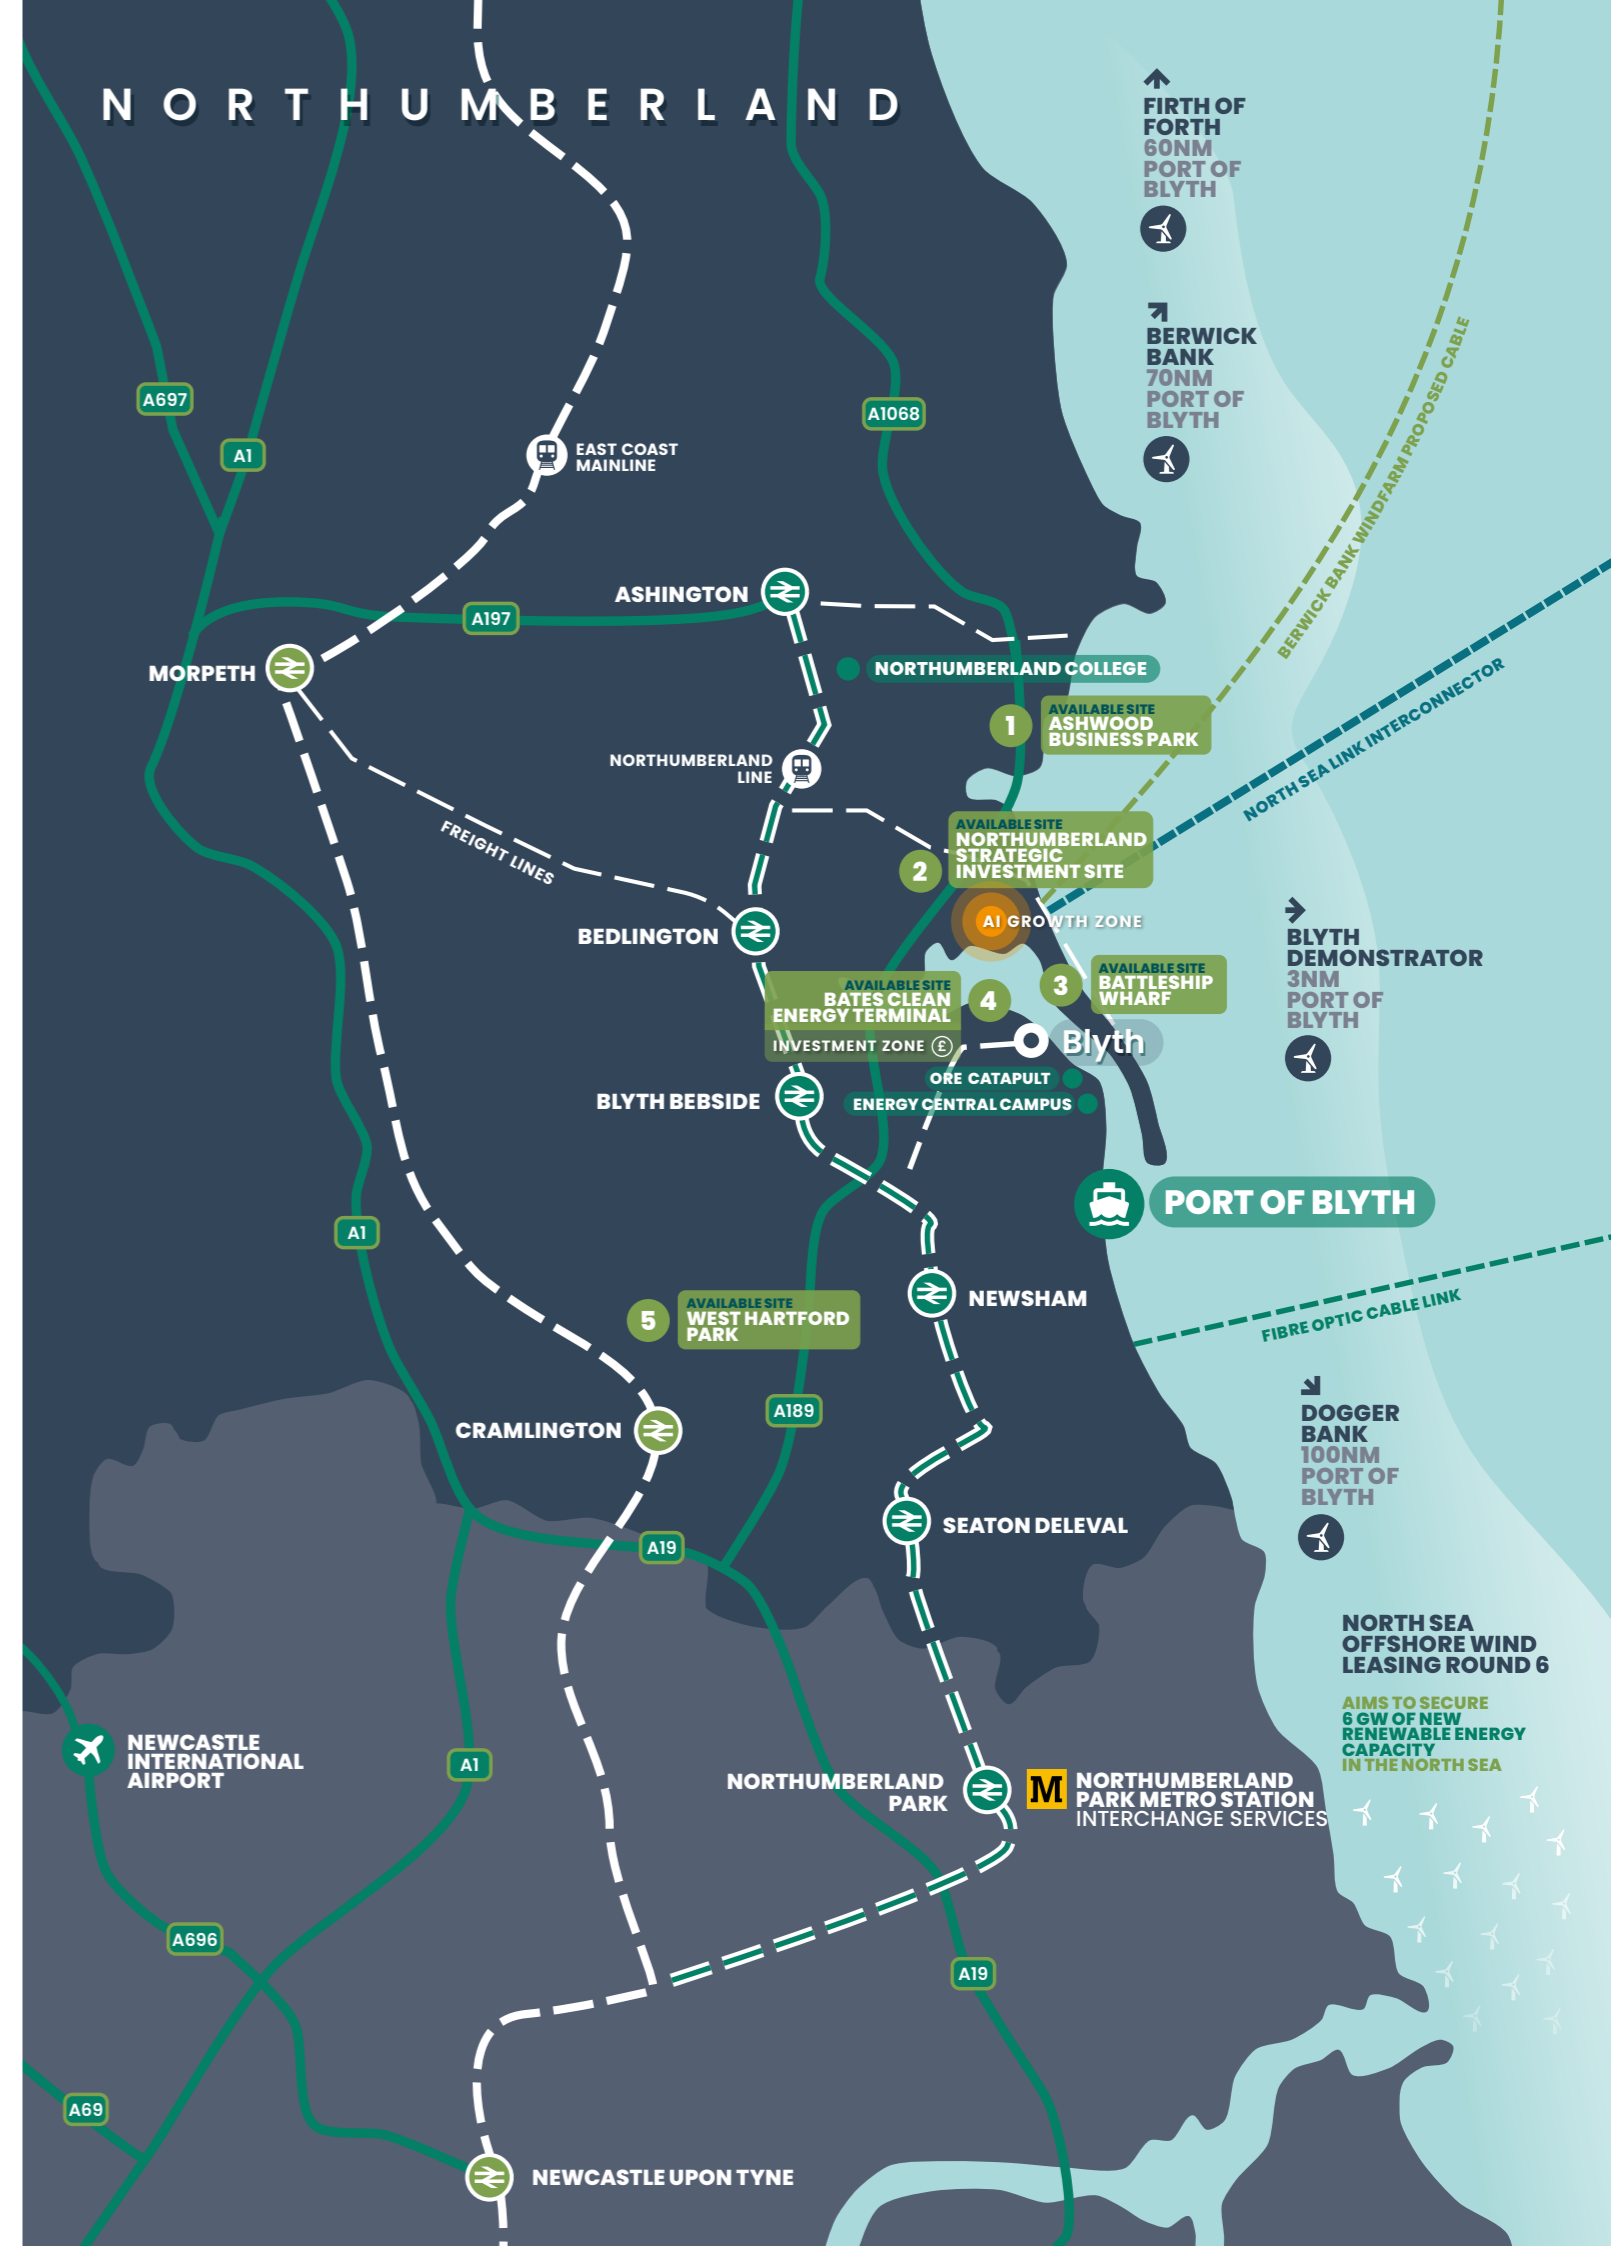 NORTHUMBERLAND
FIRTH OF
FORTH
60NM
PORT OF
BLYTH
BERWICK
BANK
70NM
PORT OF
BLYTH
BERWICK BANK WINDFARM PROPOSED CABLE
A697
A1
A1068
EAST COAST
MAINLINE
ASHINGTON
A197
MORPETH
NORTHUMBERLAND COLLEGE
1
AVAILABLE SITE
ASHWOOD
BUSINESS PARK
NORTH SEA LINK INTERCONNECTOR
NORTHUMBERLAND
LINE
FREIGHT LINES
2
AVAILABLE SITE
NORTHUMBERLAND
STRATEGIC
INVESTMENT SITE
AI GROWTH ZONE
BEDLINGTON
BLYTH
DEMONSTRATOR
3NM
PORT OF
BLYTH
3
AVAILABLE SITE
BATTLESHIP
WHARF
AVAILABLE SITE
BATES CLEAN
ENERGY TERMINAL
INVESTMENT ZONE £
4
Blyth
ORE CATAPULT
ENERGY CENTRAL CAMPUS
BLYTH BEBSIDE
PORT OF BLYTH
A1
NEWSHAM
5
AVAILABLE SITE
WEST HARTFORD
PARK
FIBRE OPTIC CABLE LINK
A189
CRAMLINGTON
DOGGER
BANK
100NM
PORT OF
BLYTH
SEATON DELEVAL
A19
NORTH SEA
OFFSHORE WIND
LEASING ROUND 6
AIMS TO SECURE
6 GW OF NEW
RENEWABLE ENERGY
CAPACITY
IN THE NORTH SEA
NEWCASTLE
INTERNATIONAL
AIRPORT
A1
NORTHUMBERLAND
PARK
M
NORTHUMBERLAND
PARK METRO STATION
INTERCHANGE SERVICES
A696
A19
A69
NEWCASTLE UPON TYNE